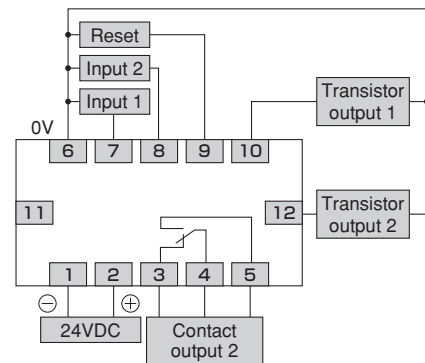 Reset
Input 2
Input 1
Transistor
output 1
0V
6 7 8 9 10
11
12
Transistor
output 2
1 2 3 4 5
⊖ ⊕
24VDC
Contact
output 2